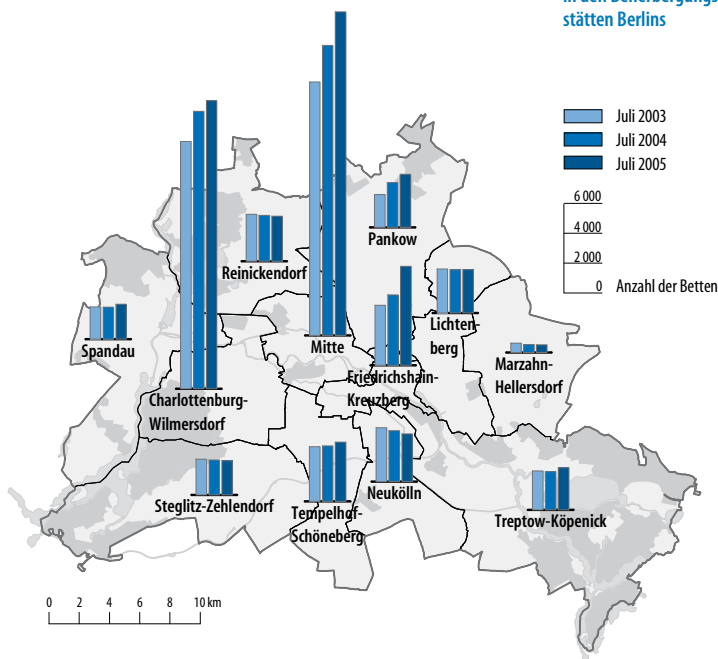 stätten Berlins
Juli 2003
Juli 2004
Juli 2005
6 000
4 000
2 000
0 Anzahl der Betten
Pankow
Reinickendorf
Lichten-
berg
Mitte
Spandau
Marzahn-
Hellersdorf
Friedrichshain-
Kreuzberg
Charlottenburg-
Wilmersdorf
Neukölln
Steglitz-Zehlendorf
Tempelhof-
Schöneberg
Treptow-Köpenick
0 2 4 6 8 10 km